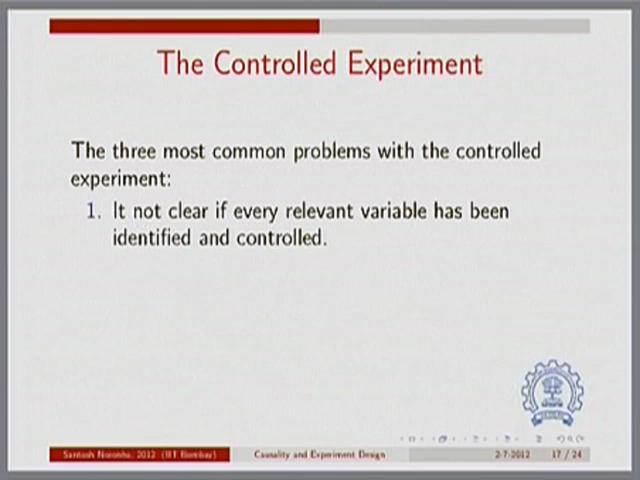 The Controlled Experiment
The three most common problems with the controlled
experiment:
1. It not clear if every relevant variable has been
identified and controlled.
Santosh Noronha, 2012 (IIT Bombay) Causality and Experiment Design 2-7-2012 17 / 24